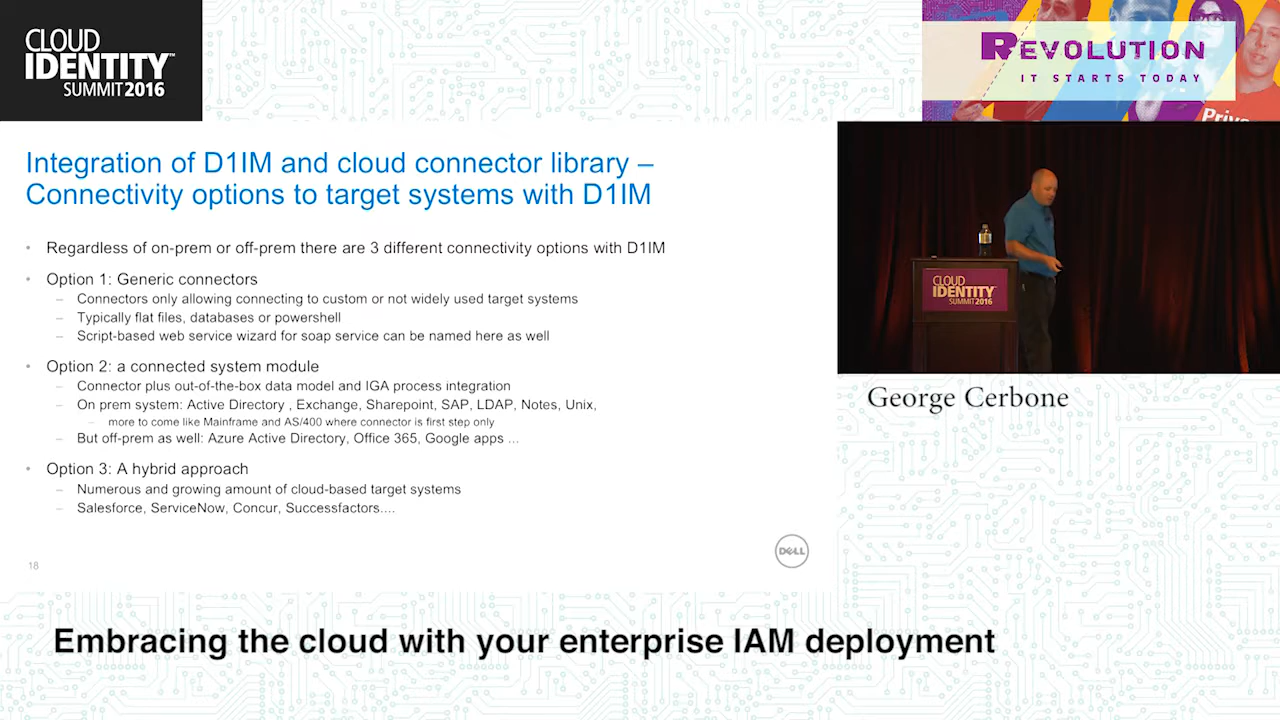 CLOUD
IDENTITY™
SUMMIT 2016
REVOLUTION
IT STARTS TODAY
Integration of D1IM and cloud connector library –
Connectivity options to target systems with D1IM
• Regardless of on-prem or off-prem there are 3 different connectivity options with D1IM
• Option 1: Generic connectors
– Connectors only allowing connecting to custom or not widely used target systems
– Typically flat files, databases or powershell
– Script-based web service wizard for soap service can be named here as well
• Option 2: a connected system module
– Connector plus out-of-the-box data model and IGA process integration
– On prem system: Active Directory , Exchange, Sharepoint, SAP, LDAP, Notes, Unix,
– more to come like Mainframe and AS/400 where connector is first step only
– But off-prem as well: Azure Active Directory, Office 365, Google apps ...
• Option 3: A hybrid approach
– Numerous and growing amount of cloud-based target systems
– Salesforce, ServiceNow, Concur, Successfactors....
18
DELL
CLOUD
IDENTITY
SUMMIT 2016
George Cerbone
Embracing the cloud with your enterprise IAM deployment